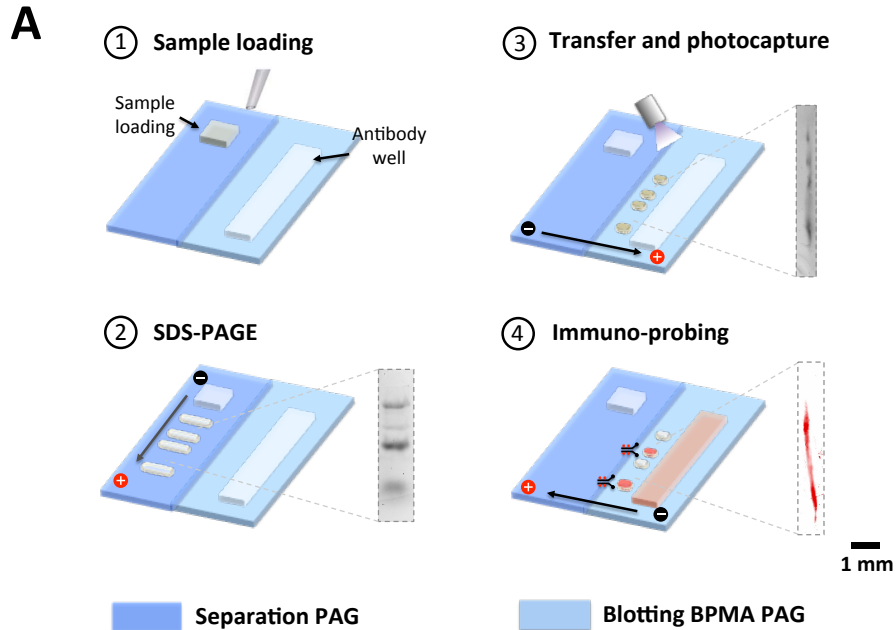 A
1 Sample loading
Sample
loading
Antibody
well
3 Transfer and photocapture
−
+
2 SDS-PAGE
−
+
4 Immuno-probing
+
−
1 mm
Separation PAG
Blotting BPMA PAG